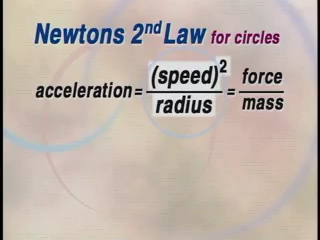 Newtons 2nd Law for circles
acceleration = (speed)2 / radius = force / mass